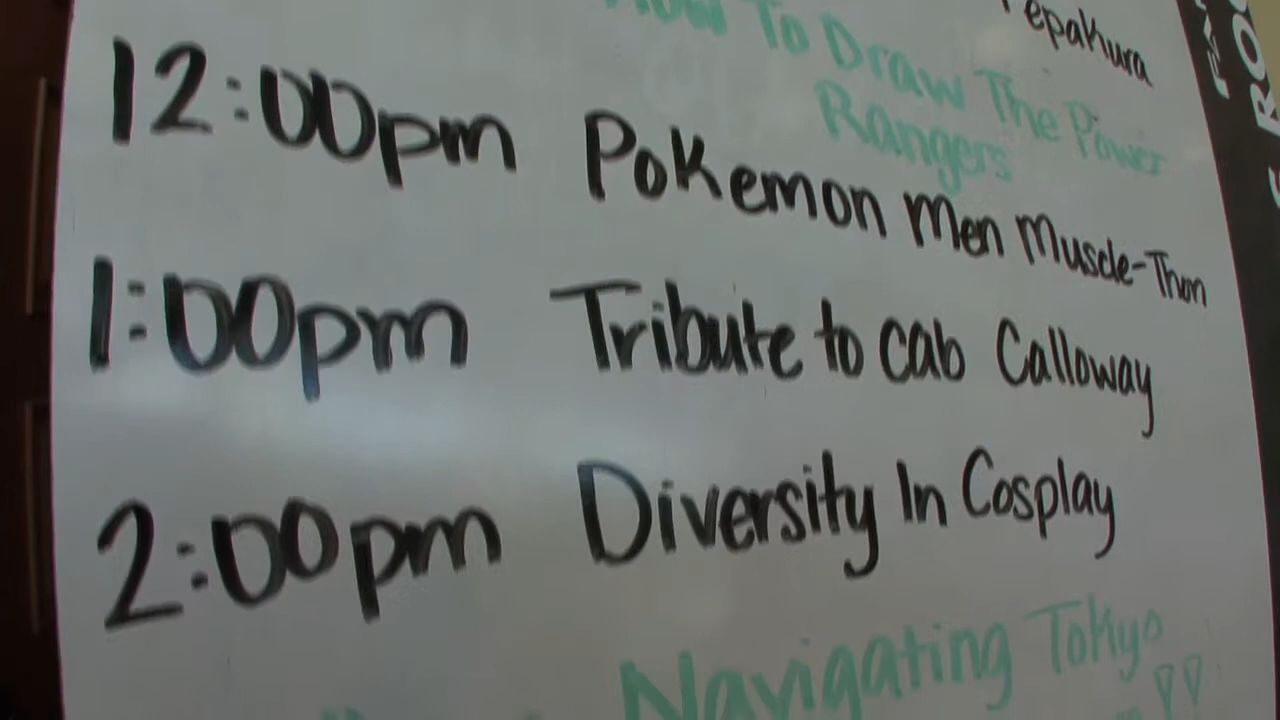 Pepakura
How To Draw The Power
Rangers
12:00pm Pokemon Men Muscle-Thon
1:00pm Tribute to Cab Calloway
2:00pm Diversity In Cosplay
Navigating Tokyo